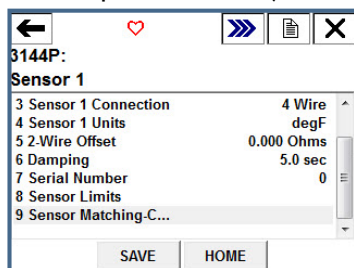 3144P:
Sensor 1
3 Sensor 1 Connection 4 Wire
4 Sensor 1 Units degF
5 2-Wire Offset 0.000 Ohms
6 Damping 5.0 sec
7 Serial Number 0
8 Sensor Limits
9 Sensor Matching-C...
SAVE HOME